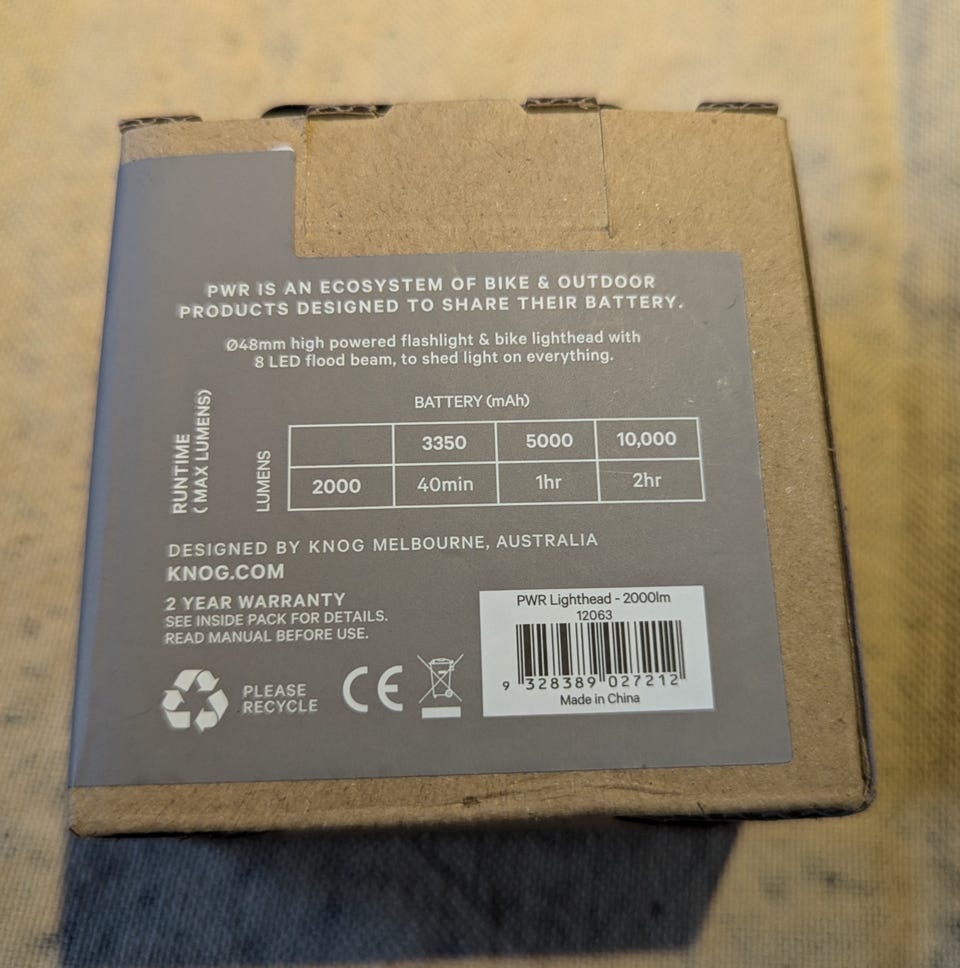 PWR IS AN ECOSYSTEM OF BIKE & OUTDOOR
PRODUCTS DESIGNED TO SHARE THEIR BATTERY.
Ø48mm high powered flashlight & bike lighthead with
8 LED flood beam, to shed light on everything.
BATTERY (mAh)
RUNTIME
(MAX LUMENS)
LUMENS
3350 5000 10,000
2000 40min 1hr 2hr
DESIGNED BY KNOG MELBOURNE, AUSTRALIA
KNOG.COM
2 YEAR WARRANTY
SEE INSIDE PACK FOR DETAILS.
READ MANUAL BEFORE USE.
PLEASE
RECYCLE
CE
PWR Lighthead - 2000lm
12063
9 328389 027212
Made in China